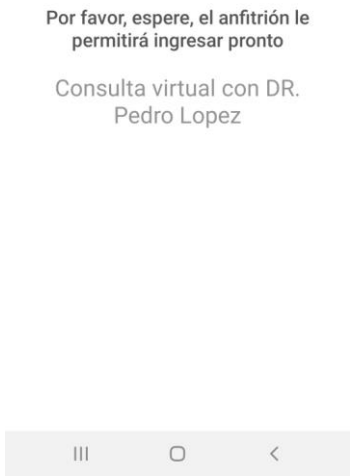 Por favor, espere, el anfitrión le
permitirá ingresar pronto
Consulta virtual con DR.
Pedro Lopez